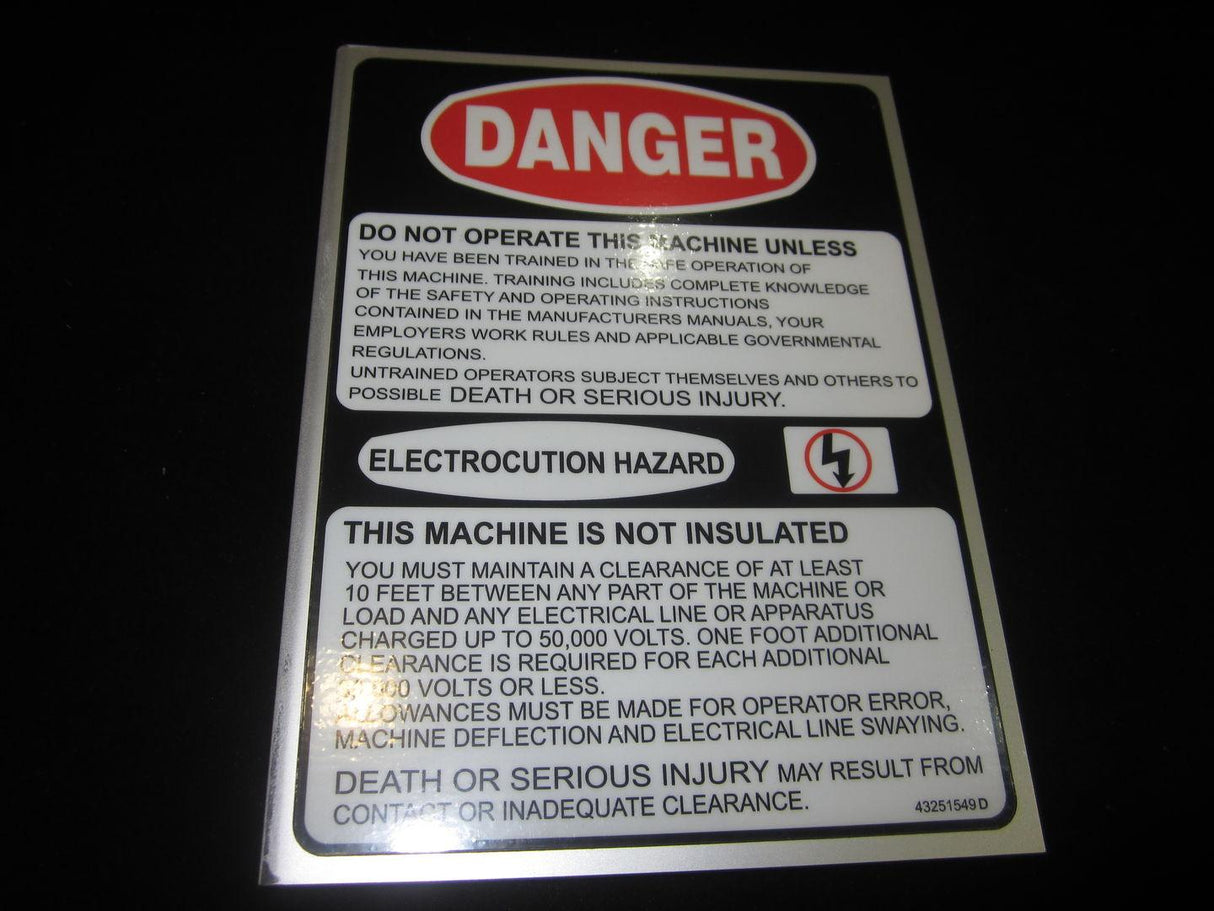 DANGER
DO NOT OPERATE THIS MACHINE UNLESS
YOU HAVE BEEN TRAINED IN THE SAFE OPERATION OF
THIS MACHINE. TRAINING INCLUDES COMPLETE KNOWLEDGE
OF THE SAFETY AND OPERATING INSTRUCTIONS
CONTAINED IN THE MANUFACTURERS MANUALS, YOUR
EMPLOYERS WORK RULES AND APPLICABLE GOVERNMENTAL
REGULATIONS.
UNTRAINED OPERATORS SUBJECT THEMSELVES AND OTHERS TO
POSSIBLE DEATH OR SERIOUS INJURY.
ELECTROCUTION HAZARD
THIS MACHINE IS NOT INSULATED
YOU MUST MAINTAIN A CLEARANCE OF AT LEAST
10 FEET BETWEEN ANY PART OF THE MACHINE OR
LOAD AND ANY ELECTRICAL LINE OR APPARATUS
CHARGED UP TO 50,000 VOLTS. ONE FOOT ADDITIONAL
CLEARANCE IS REQUIRED FOR EACH ADDITIONAL
VOLTS OR LESS.
ALLOWANCES MUST BE MADE FOR OPERATOR ERROR,
MACHINE DEFLECTION AND ELECTRICAL LINE SWAYING.
DEATH OR SERIOUS INJURY MAY RESULT FROM
CONTACT OR INADEQUATE CLEARANCE.
43251549 D